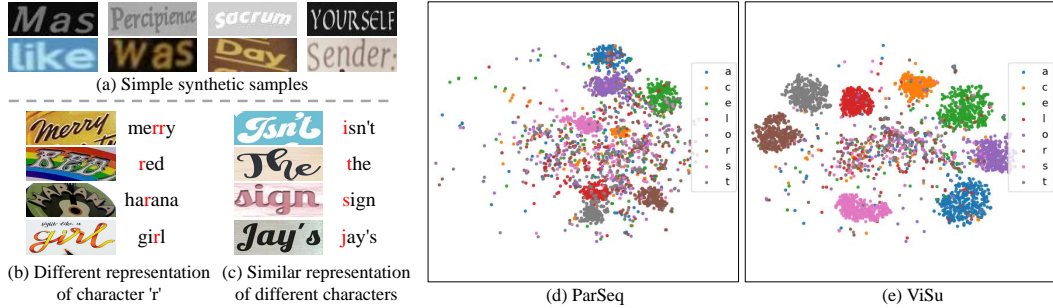 Mas
Percipience
sacrum
YOURSELF
like
was
Day
Sender:
(a) Simple synthetic samples
Merry
merry
RED
red
HARANA
harana
girl
girl
(b) Different representation
of character 'r'
Isn't
isn't
The
the
sign
sign
Jay's
jay's
(c) Similar representation
of different characters
a
c
e
l
o
r
s
t
(d) ParSeq
a
c
e
l
o
r
s
t
(e) ViSu